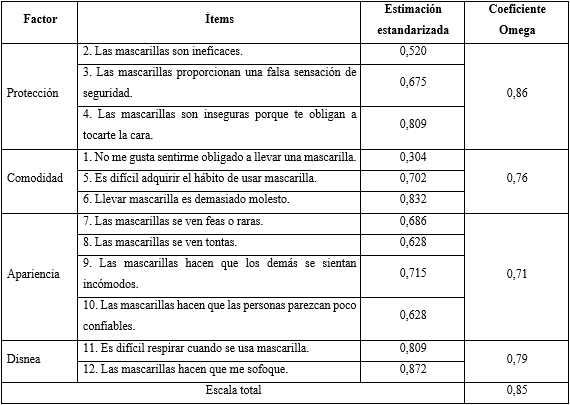 Factor Ítems Estimación estandarizada Coeficiente Omega
Protección
2. Las mascarillas son ineficaces. 0,520
3. Las mascarillas proporcionan una falsa sensación de
seguridad. 0,675
4. Las mascarillas son inseguras porque te obligan a
tocarte la cara. 0,809
0,86
Comodidad
1. No me gusta sentirme obligado a llevar una mascarilla. 0,304
5. Es difícil adquirir el hábito de usar mascarilla. 0,702
6. Llevar mascarilla es demasiado molesto. 0,832
0,76
Apariencia
7. Las mascarillas se ven feas o raras. 0,686
8. Las mascarillas se ven tontas. 0,628
9. Las mascarillas hacen que los demás se sientan
incómodos. 0,715
10. Las mascarillas hacen que las personas parezcan poco
confiables. 0,628
0,71
Disnea
11. Es difícil respirar cuando se usa mascarilla. 0,809
12. Las mascarillas hacen que me sofoque. 0,872
0,79
Escala total 0,85